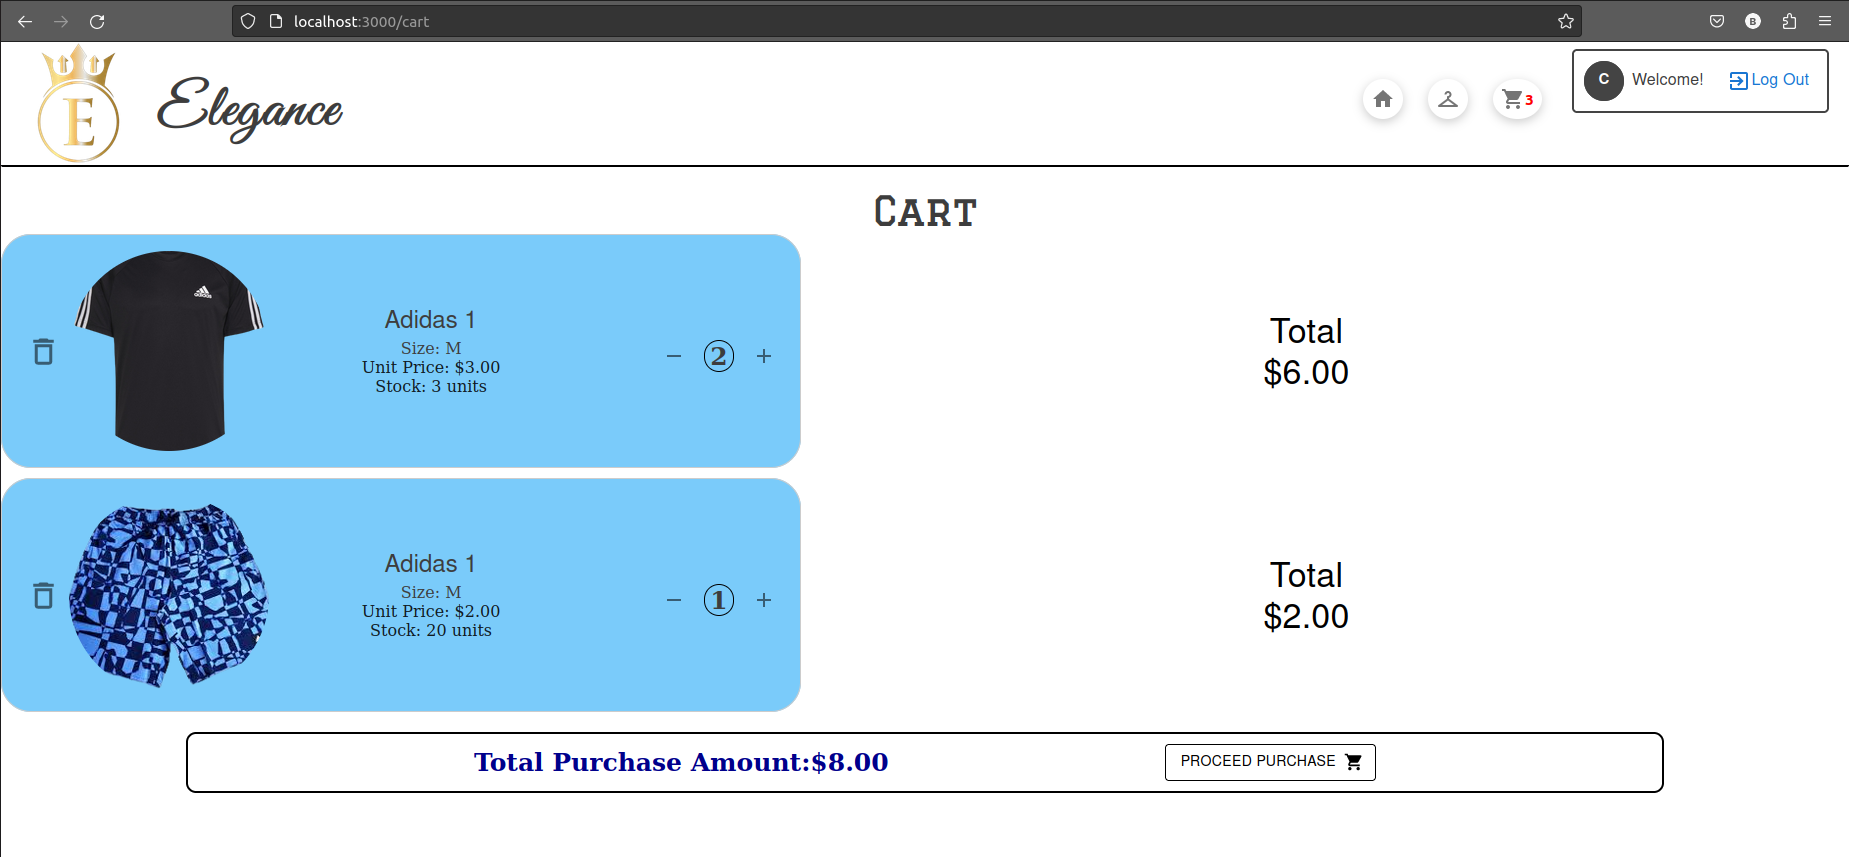 localhost:3000/cart
E
Elegance
3
C
Welcome!
Log Out
Cart
adidas
Adidas 1
Size: M
Unit Price: $3.00
Stock: 3 units
2
Total
$6.00
Adidas 1
Size: M
Unit Price: $2.00
Stock: 20 units
1
Total
$2.00
Total Purchase Amount:$8.00
PROCEED PURCHASE
B